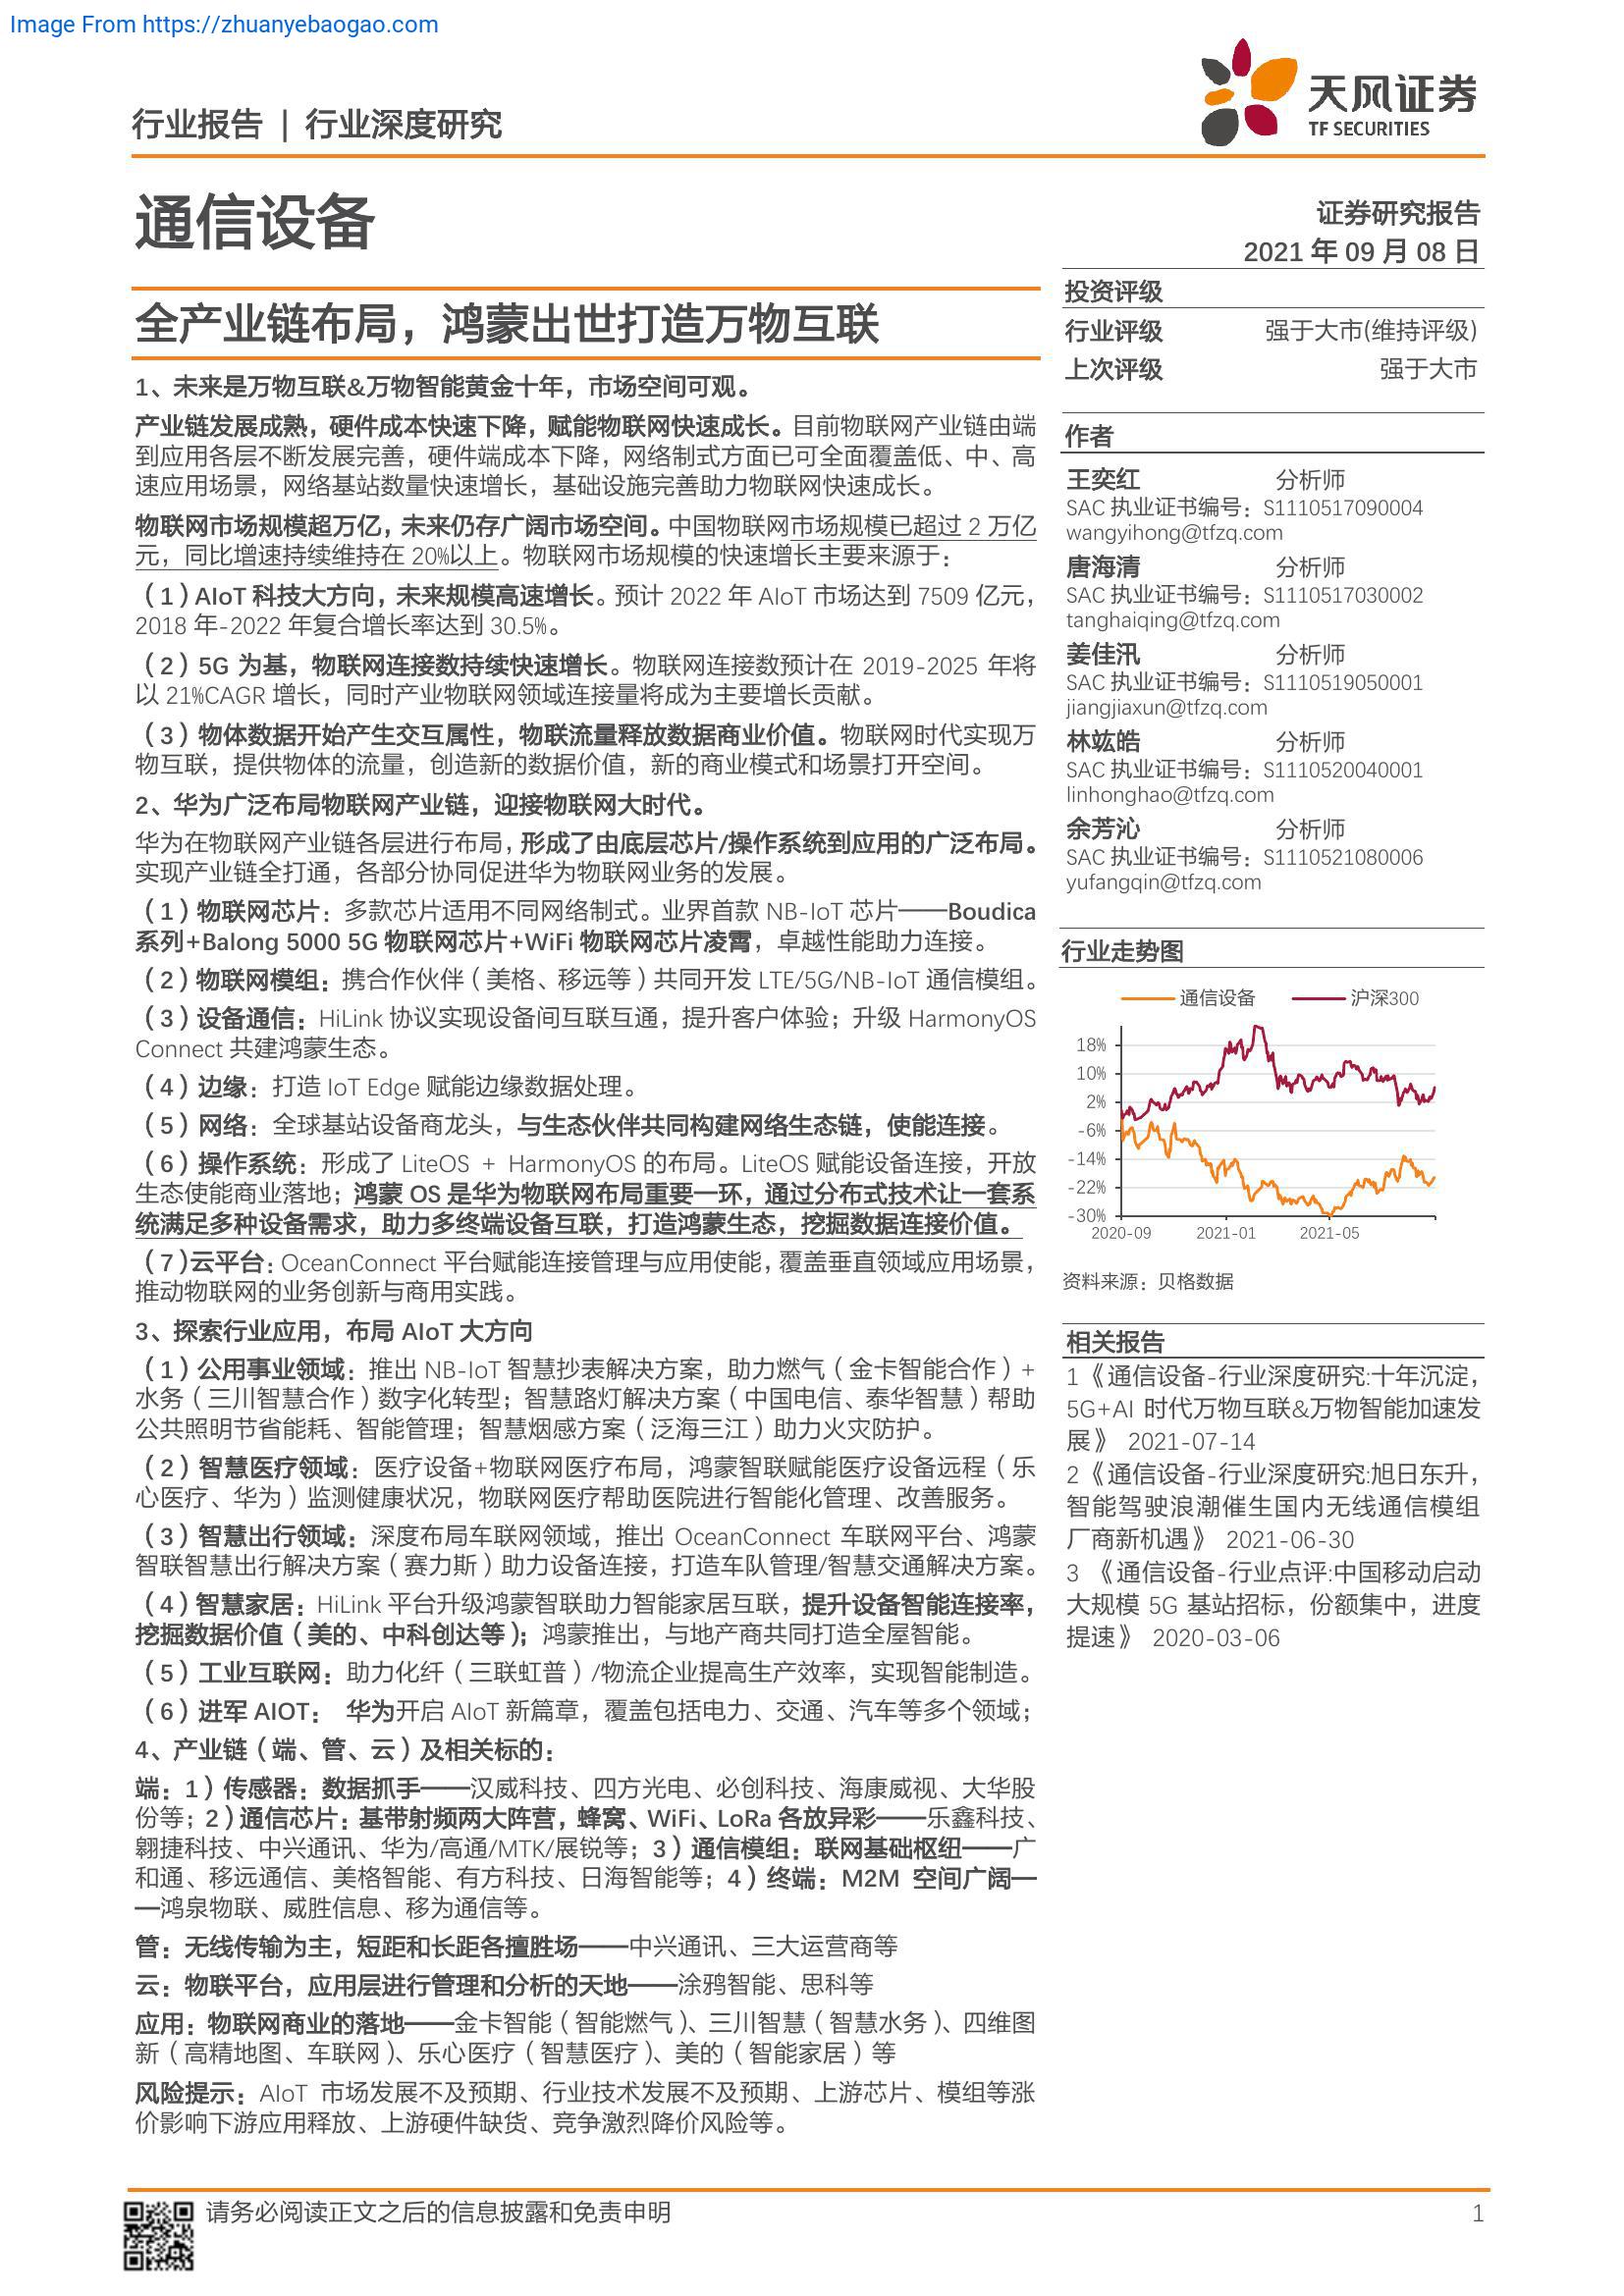 Image From https://zhuanyebaogao.com
行业报告 | 行业深度研究
天风证券
TF SECURITIES
通信设备
证券研究报告
2021 年 09 月 08 日
全产业链布局，鸿蒙出世打造万物互联
1、未来是万物互联&万物智能黄金十年，市场空间可观。
产业链发展成熟，硬件成本快速下降，赋能物联网快速成长。目前物联网产业链由端
到应用各层不断发展完善，硬件端成本下降，网络制式方面已可全面覆盖低、中、高
速应用场景，网络基站数量快速增长，基础设施完善助力物联网快速成长。
物联网市场规模超万亿，未来仍存广阔市场空间。中国物联网市场规模已超过 2 万亿
元，同比增速持续维持在 20%以上。物联网市场规模的快速增长主要来源于：
（1）AIoT 科技大方向，未来规模高速增长。预计 2022 年 AIoT 市场达到 7509 亿元，
2018 年-2022 年复合增长率达到 30.5%。
（2）5G 为基，物联网连接数持续快速增长。物联网连接数预计在 2019-2025 年将
以 21%CAGR 增长，同时产业物联网领域连接量将成为主要增长贡献。
（3）物体数据开始产生交互属性，物联流量释放数据商业价值。物联网时代实现万
物互联，提供物体的流量，创造新的数据价值，新的商业模式和场景打开空间。
2、华为广泛布局物联网产业链，迎接物联网大时代。
华为在物联网产业链各层进行布局，形成了由底层芯片/操作系统到应用的广泛布局。
实现产业链全打通，各部分协同促进华为物联网业务的发展。
（1）物联网芯片：多款芯片适用不同网络制式。业界首款 NB-IoT 芯片——Boudica
系列+Balong 5000 5G 物联网芯片+WiFi 物联网芯片凌霄，卓越性能助力连接。
（2）物联网模组：携合作伙伴（美格、移远等）共同开发 LTE/5G/NB-IoT 通信模组。
（3）设备通信：HiLink 协议实现设备间互联互通，提升客户体验；升级 HarmonyOS
Connect 共建鸿蒙生态。
（4）边缘：打造 IoT Edge 赋能边缘数据处理。
（5）网络：全球基站设备商龙头，与生态伙伴共同构建网络生态链，使能连接。
（6）操作系统：形成了 LiteOS + HarmonyOS 的布局。LiteOS 赋能设备连接，开放
生态使能商业落地；鸿蒙 OS 是华为物联网布局重要一环，通过分布式技术让一套系
统满足多种设备需求，助力多终端设备互联，打造鸿蒙生态，挖掘数据连接价值。
（7）云平台：OceanConnect 平台赋能连接管理与应用使能，覆盖垂直领域应用场景，
推动物联网的业务创新与商用实践。
3、探索行业应用，布局 AIoT 大方向
（1）公用事业领域：推出 NB-IoT 智慧抄表解决方案，助力燃气（金卡智能合作）+
水务（三川智慧合作）数字化转型；智慧路灯解决方案（中国电信、泰华智慧）帮助
公共照明节省能耗、智能管理；智慧烟感方案（泛海三江）助力火灾防护。
（2）智慧医疗领域：医疗设备+物联网医疗布局，鸿蒙智联赋能医疗设备远程（乐
心医疗、华为）监测健康状况，物联网医疗帮助医院进行智能化管理、改善服务。
（3）智慧出行领域：深度布局车联网领域，推出 OceanConnect 车联网平台、鸿蒙
智联智慧出行解决方案（赛力斯）助力设备连接，打造车队管理/智慧交通解决方案。
（4）智慧家居：HiLink 平台升级鸿蒙智联助力智能家居互联，提升设备智能连接率，
挖掘数据价值（美的、中科创达等）；鸿蒙推出，与地产商共同打造全屋智能。
（5）工业互联网：助力化纤（三联虹普）/物流企业提高生产效率，实现智能制造。
（6）进军 AIOT： 华为开启 AIoT 新篇章，覆盖包括电力、交通、汽车等多个领域；
4、产业链（端、管、云）及相关标的：
端：1）传感器：数据抓手——汉威科技、四方光电、必创科技、海康威视、大华股
份等；2）通信芯片：基带射频两大阵营，蜂窝、WiFi、LoRa 各放异彩——乐鑫科技、
翱捷科技、中兴通讯、华为/高通/MTK/展锐等；3）通信模组：联网基础枢纽——广
和通、移远通信、美格智能、有方科技、日海智能等；4）终端：M2M 空间广阔—
—鸿泉物联、威胜信息、移为通信等。
管：无线传输为主，短距和长距各擅胜场——中兴通讯、三大运营商等
云：物联平台，应用层进行管理和分析的天地——涂鸦智能、思科等
应用：物联网商业的落地——金卡智能（智能燃气）、三川智慧（智慧水务）、四维图
新（高精地图、车联网）、乐心医疗（智慧医疗）、美的（智能家居）等
风险提示：AIoT 市场发展不及预期、行业技术发展不及预期、上游芯片、模组等涨
价影响下游应用释放、上游硬件缺货、竞争激烈降价风险等。
投资评级
行业评级 强于大市(维持评级)
上次评级 强于大市
作者
王奕红 分析师
SAC 执业证书编号：S1110517090004
wangyihong@tfzq.com
唐海清 分析师
SAC 执业证书编号：S1110517030002
tanghaiqing@tfzq.com
姜佳汛 分析师
SAC 执业证书编号：S1110519050001
jiangjiaxun@tfzq.com
林竑皓 分析师
SAC 执业证书编号：S1110520040001
linhonghao@tfzq.com
余芳沁 分析师
SAC 执业证书编号：S1110521080006
yufangqin@tfzq.com
行业走势图
通信设备 沪深300
18%
10%
2%
-6%
-14%
-22%
-30%
2020-09 2021-01 2021-05
资料来源：贝格数据
相关报告
1 《通信设备-行业深度研究:十年沉淀，
5G+AI 时代万物互联&万物智能加速发
展》 2021-07-14
2 《通信设备-行业深度研究:旭日东升，
智能驾驶浪潮催生国内无线通信模组
厂商新机遇》 2021-06-30
3 《通信设备-行业点评:中国移动启动
大规模 5G 基站招标，份额集中，进度
提速》 2020-03-06
请务必阅读正文之后的信息披露和免责申明
1